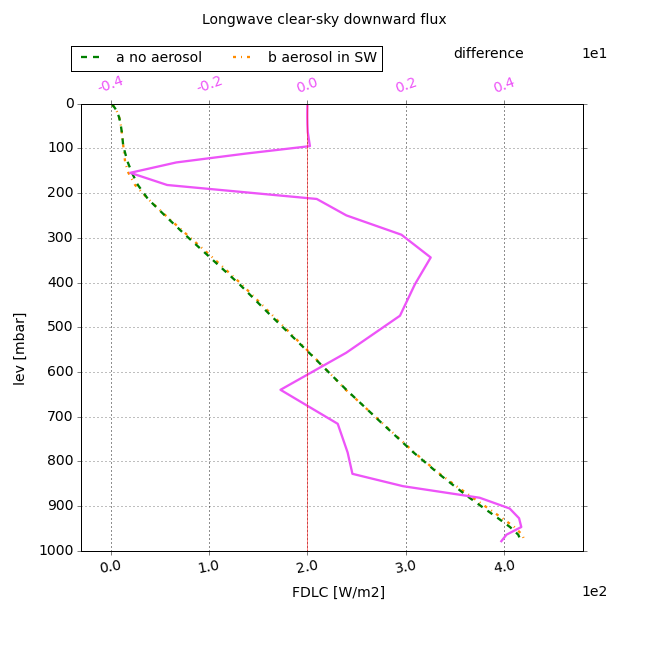 Longwave clear-sky downward flux
a no aerosol b aerosol in SW difference 1e1
-0.4 -0.2 0.0 0.2 0.4
0
100
200
300
400
500
600
700
800
900
1000
lev [mbar]
0.0 1.0 2.0 3.0 4.0
FDLC [W/m2] 1e2